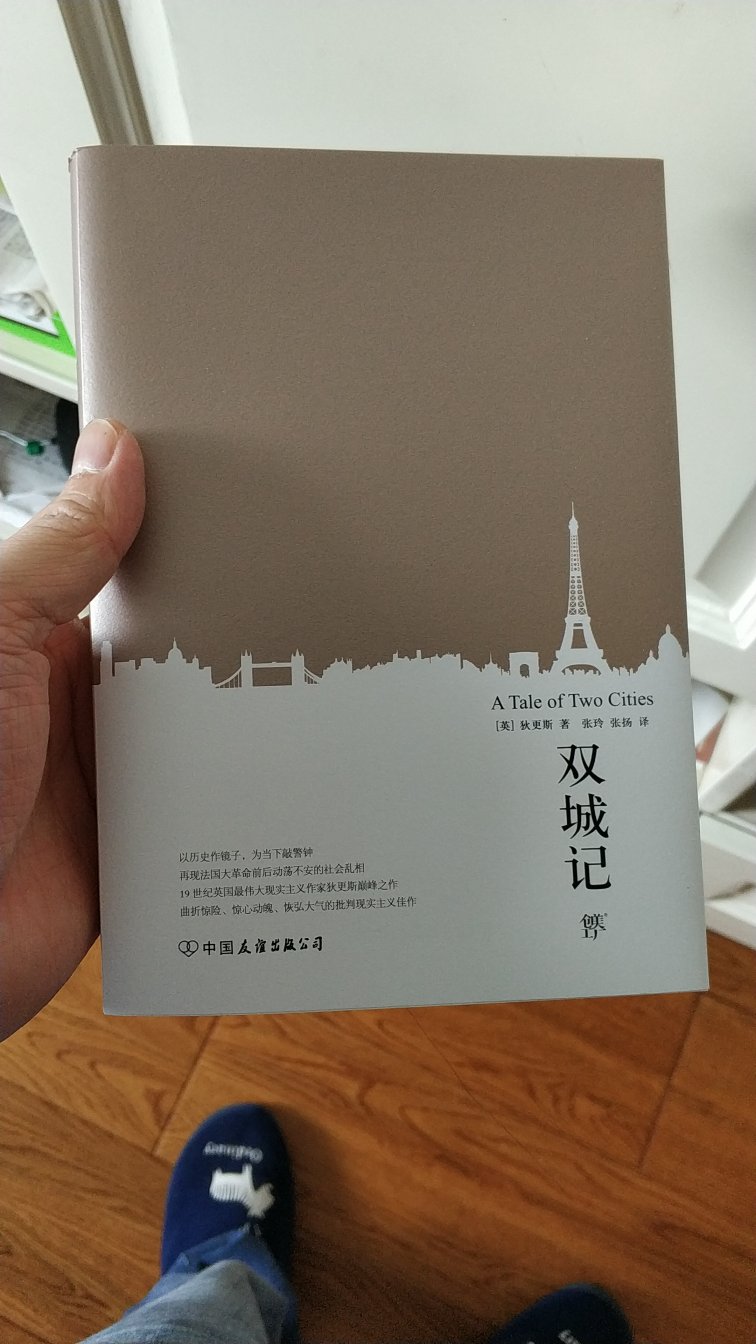 A Tale of Two Cities
[英] 狄更斯 著 张玲 张扬 译
双城记
创美
以历史作镜子，为当下敲警钟
再现法国大革命前后动荡不安的社会乱相
19 世纪英国最伟大现实主义作家狄更斯巅峰之作
曲折惊险、惊心动魄、恢弘大气的批判现实主义佳作
中国友谊出版公司